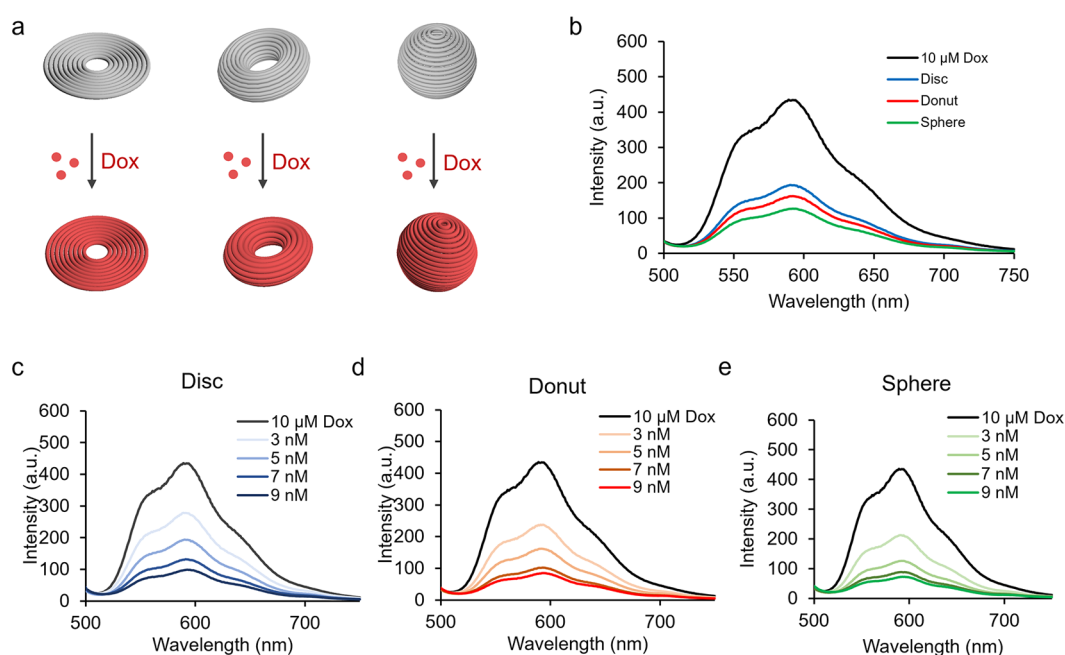 a
Dox
Dox
Dox
b
600
500
400
300
200
100
0
Intensity (a.u.)
500
550
600
650
700
750
Wavelength (nm)
10 µM Dox
Disc
Donut
Sphere
c
Disc
600
500
400
300
200
100
0
Intensity (a.u.)
500
600
700
Wavelength (nm)
10 µM Dox
3 nM
5 nM
7 nM
9 nM
d
Donut
600
500
400
300
200
100
0
Intensity (a.u.)
500
600
700
Wavelength (nm)
10 µM Dox
3 nM
5 nM
7 nM
9 nM
e
Sphere
600
500
400
300
200
100
0
Intensity (a.u.)
500
600
700
Wavelength (nm)
10 µM Dox
3 nM
5 nM
7 nM
9 nM